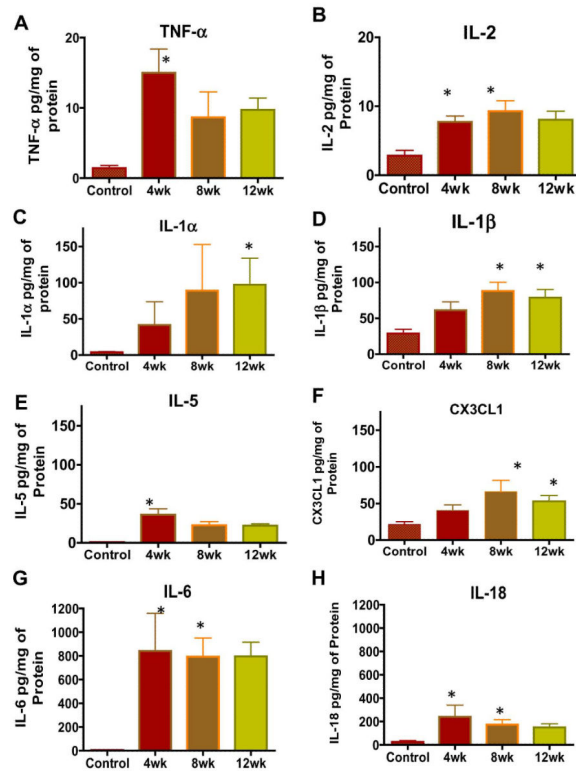 A
TNF-α
TNF-α pg/mg of
protein
20
10
0
Control 4wk 8wk 12wk
*
B
IL-2
IL-2 pg/mg of
Protein
20
10
0
Control 4wk 8wk 12wk
* *
C
IL-1α
IL-1α pg/mg of
protein
150
100
50
0
Control 4wk 8wk 12wk
*
D
IL-1β
IL-1β pg/mg of
Protein
150
100
50
0
Control 4wk 8wk 12wk
* *
E
IL-5
IL-5 pg/mg of
Protein
150
100
50
0
Control 4wk 8wk 12wk
*
F
CX3CL1
CX3CL1 pg/mg of
Protein
150
100
50
0
Control 4wk 8wk 12wk
* *
G
IL-6
IL-6 pg/mg of
Protein
1200
1000
800
600
400
200
0
Control 4wk 8wk 12wk
* *
H
IL-18
IL-18 pg/mg of Protein
1200
1000
800
600
400
200
0
Control 4wk 8wk 12wk
* *